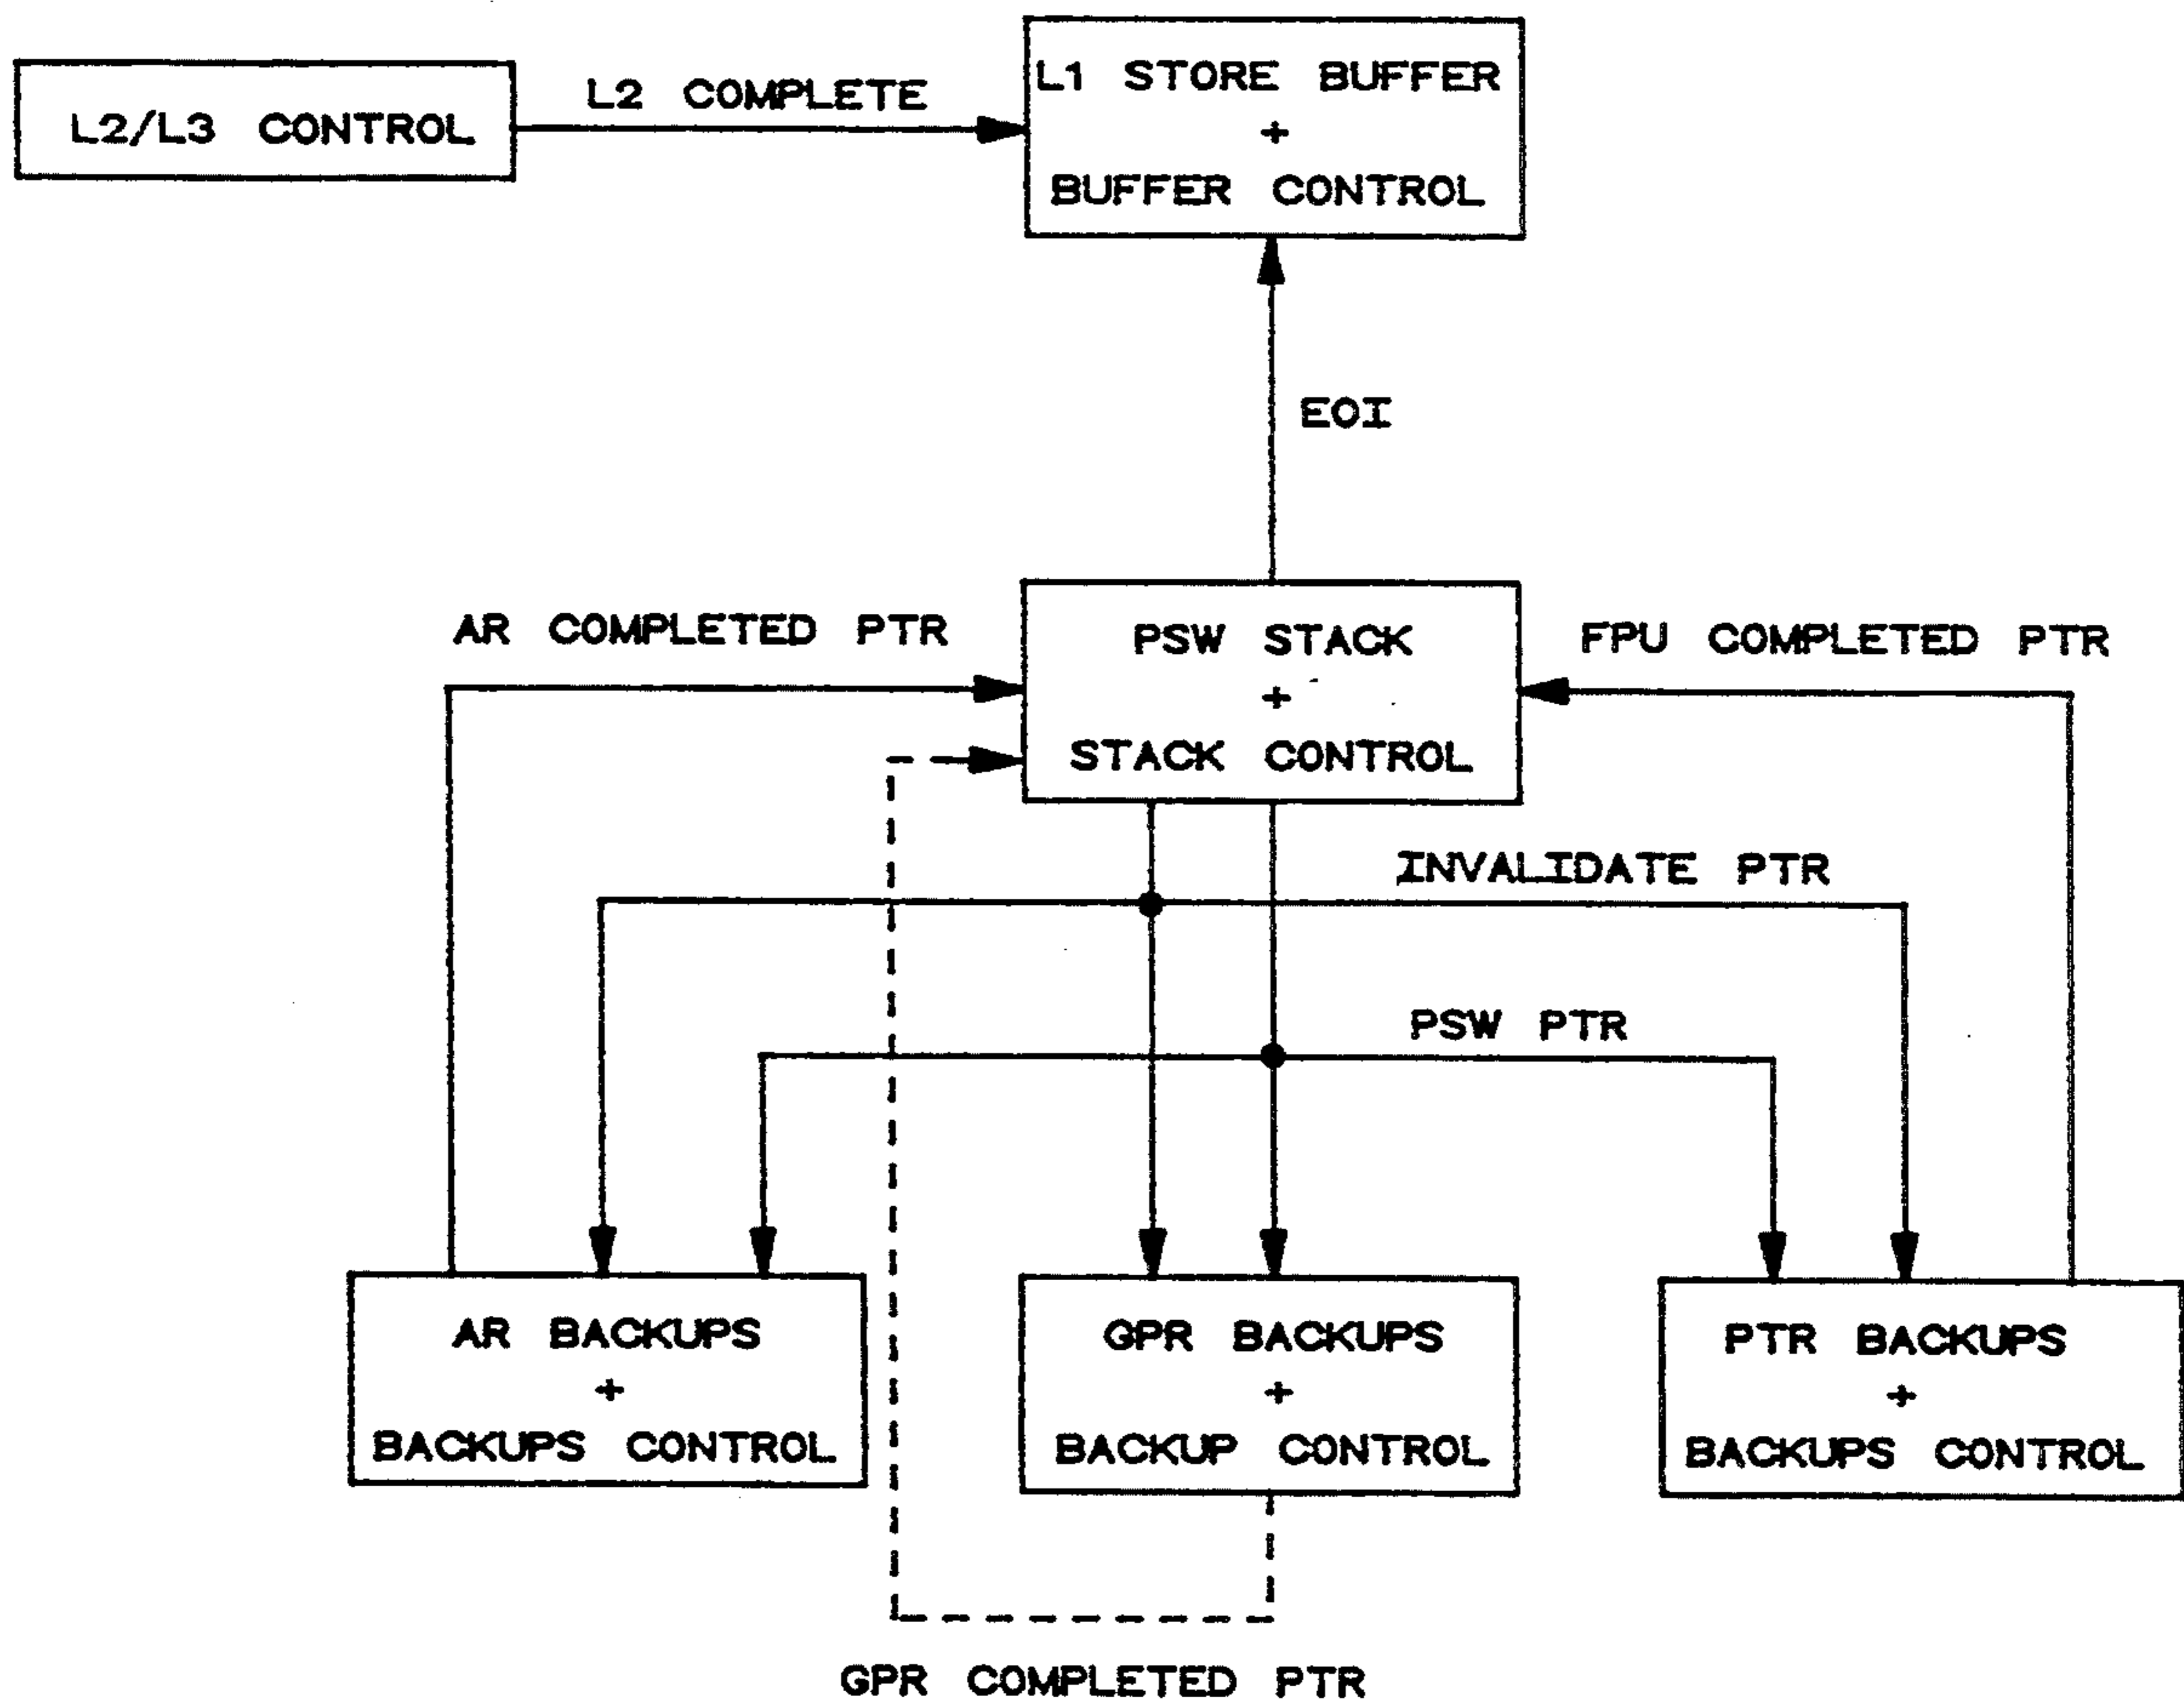 L1 STORE BUFFER
+
BUFFER CONTROL
L2/L3 CONTROL
L2 COMPLETE
EOI
AR COMPLETED PTR
PSW STACK
+
STACK CONTROL
FPU COMPLETED PTR
INVALIDATE PTR
PSW PTR
AR BACKUPS
+
BACKUPS CONTROL
GPR BACKUPS
+
BACKUP CONTROL
PTR BACKUPS
+
BACKUPS CONTROL
GPR COMPLETED PTR